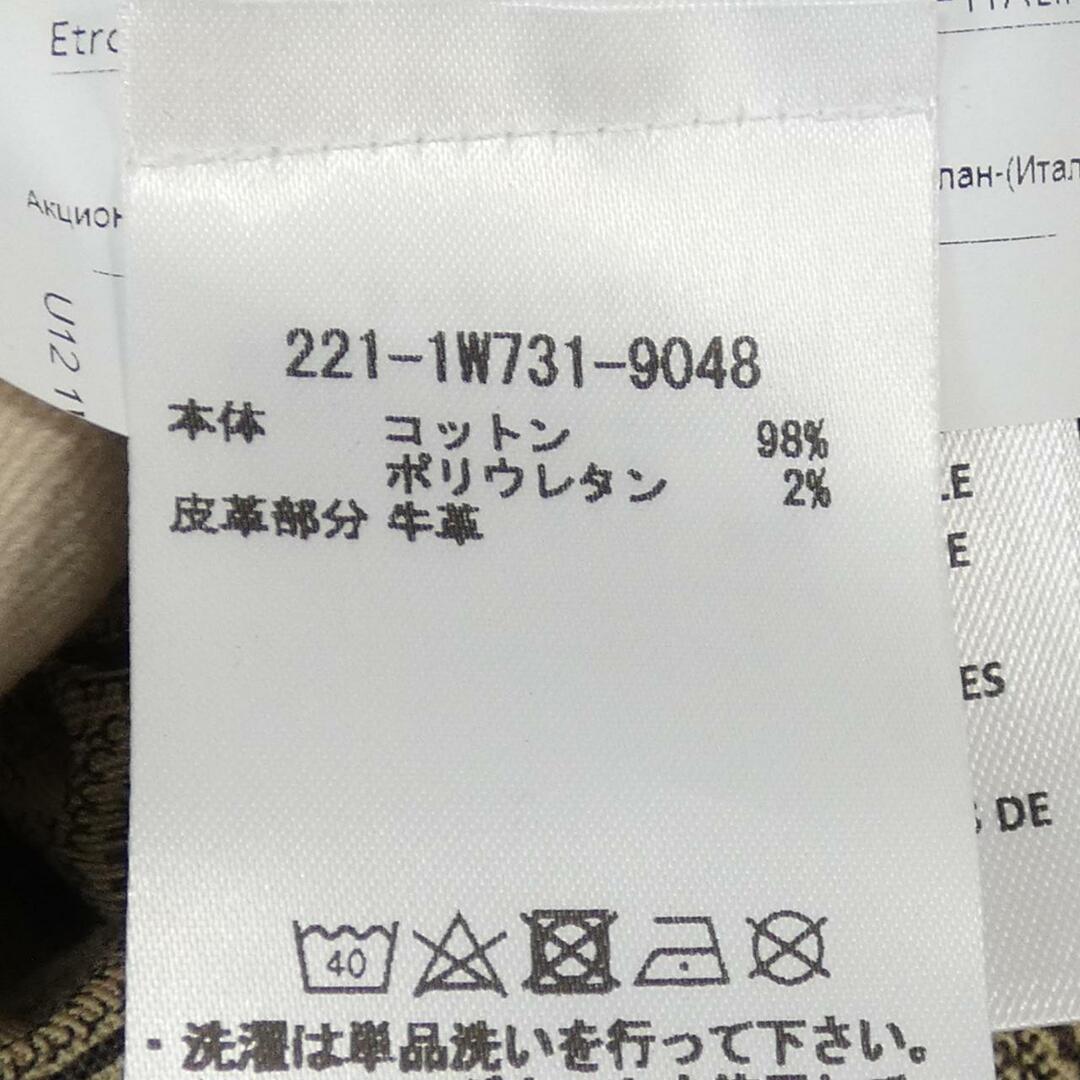 221-1W731-9048
本体 コットン 98%
ポリウレタン 2%
皮革部分 牛革
40
・洗濯は単品洗いを行って下さい。
Etro
Акцион
лан-(Итал
U121
LE
E
ES
DE